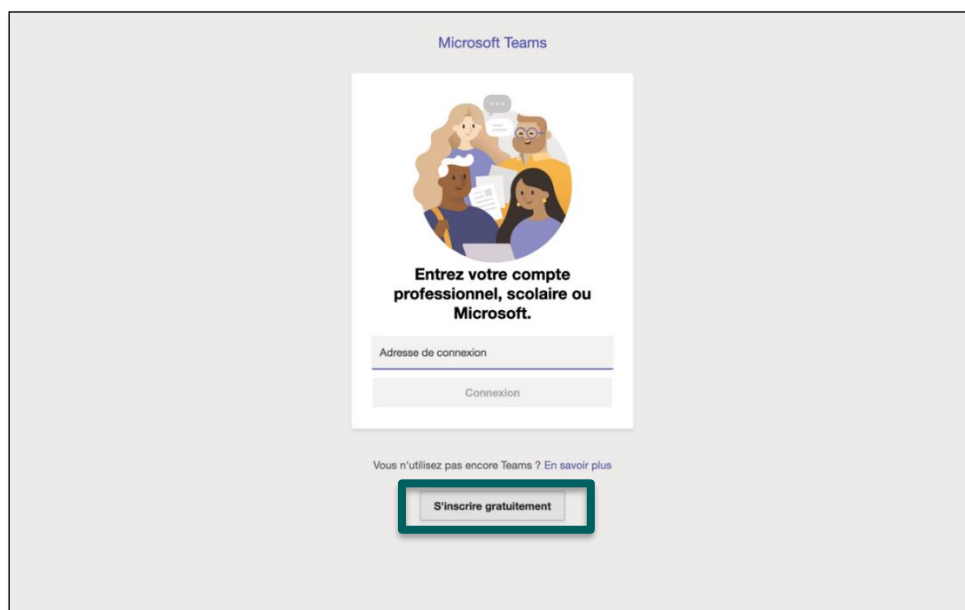 Microsoft Teams
Entrez votre compte
professionnel, scolaire ou
Microsoft.
Adresse de connexion
Connexion
Vous n'utilisez pas encore Teams ? En savoir plus
S'inscrire gratuitement